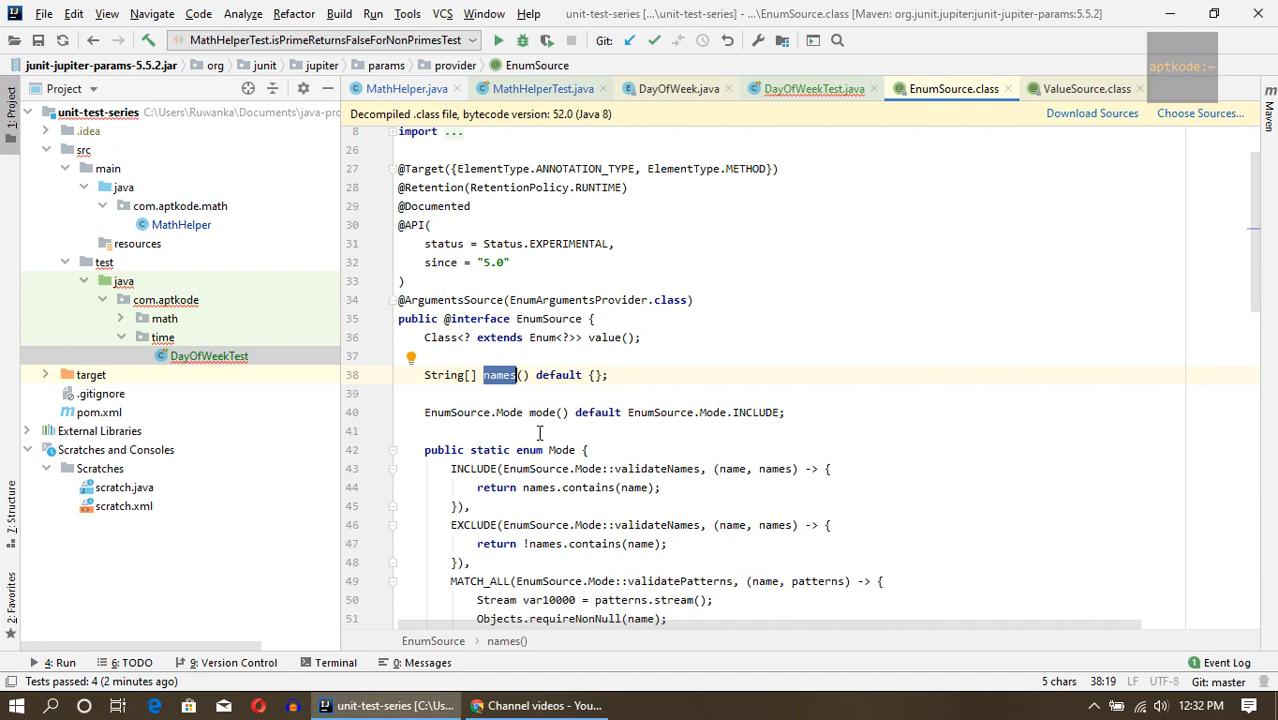 File Edit View Navigate Code Analyze Refactor Build Run Tools VCS Window Help unit-test-series [...\unit-test-series] - ...\EnumSource.class [Maven: org.junit.jupiter:junit-jupiter-params:5.5.2]
MathHelperTest.isPrimeReturnsFalseForNonPrimesTest Git:
aptkode:~
junit-jupiter-params-5.5.2.jar org junit jupiter params provider EnumSource
Project MathHelper.java MathHelperTest.java DayOfWeek.java DayOfWeekTest.java EnumSource.class ValueSource.class
Decompiled .class file, bytecode version: 52.0 (Java 8) Download Sources Choose Sources...
1: Project
Z: Structure
2: Favorites
Maven
unit-test-series C:\Users\Ruwanka\Documents\java-pro
.idea
src
main
java
com.aptkode.math
MathHelper
resources
test
java
com.aptkode
math
time
DayOfWeekTest
target
.gitignore
pom.xml
External Libraries
Scratches and Consoles
Scratches
scratch.java
scratch.xml
8 import ...
26
27 @Target({ElementType.ANNOTATION_TYPE, ElementType.METHOD})
28 @Retention(RetentionPolicy.RUNTIME)
29 @Documented
30 @API(
31 status = Status.EXPERIMENTAL,
32 since = "5.0"
33 )
34 @ArgumentsSource(EnumArgumentsProvider.class)
35 public @interface EnumSource {
36 Class<? extends Enum<?>> value();
37
38 String[] names() default {};
39
40 EnumSource.Mode mode() default EnumSource.Mode.INCLUDE;
41
42 public static enum Mode {
43 INCLUDE(EnumSource.Mode::validateNames, (name, names) -> {
44 return names.contains(name);
45 }),
46 EXCLUDE(EnumSource.Mode::validateNames, (name, names) -> {
47 return !names.contains(name);
48 }),
49 MATCH_ALL(EnumSource.Mode::validatePatterns, (name, patterns) -> {
50 Stream var10000 = patterns.stream();
51 Objects.requireNonNull(name);
EnumSource names()
4: Run 6: TODO 9: Version Control Terminal 0: Messages 1 Event Log
Tests passed: 4 (2 minutes ago) 5 chars 38:19 LF UTF-8 Git: master
unit-test-series [C:\Us... Channel videos - You... 12:32 PM